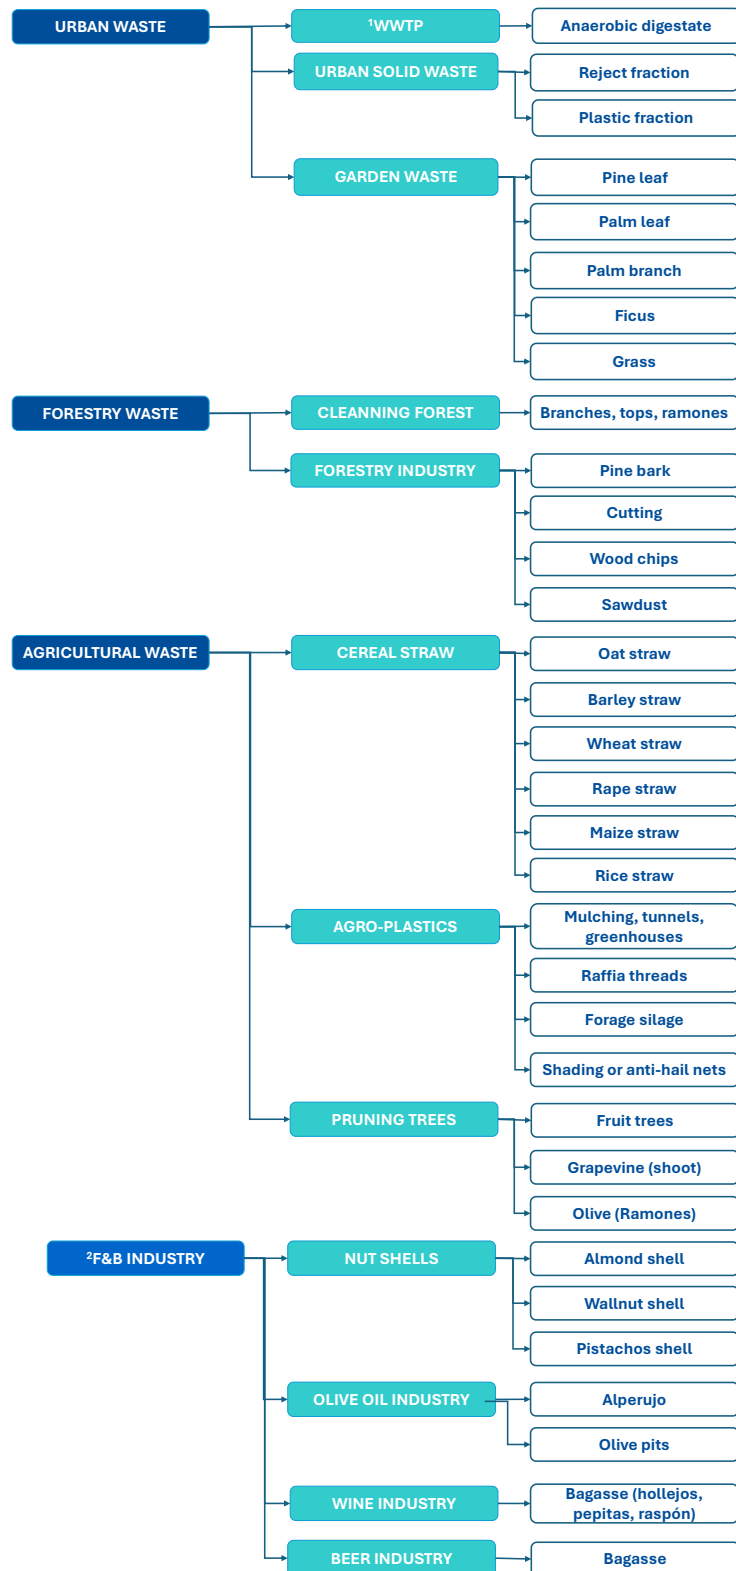 URBAN WASTE
¹WWTP
Anaerobic digestate
URBAN SOLID WASTE
Reject fraction
Plastic fraction
GARDEN WASTE
Pine leaf
Palm leaf
Palm branch
Ficus
Grass
FORESTRY WASTE
CLEANNING FOREST
Branches, tops, ramones
FORESTRY INDUSTRY
Pine bark
Cutting
Wood chips
Sawdust
AGRICULTURAL WASTE
CEREAL STRAW
Oat straw
Barley straw
Wheat straw
Rape straw
Maize straw
Rice straw
AGRO-PLASTICS
Mulching, tunnels,
greenhouses
Raffia threads
Forage silage
Shading or anti-hail nets
PRUNING TREES
Fruit trees
Grapevine (shoot)
Olive (Ramones)
²F&B INDUSTRY
NUT SHELLS
Almond shell
Wallnut shell
Pistachos shell
OLIVE OIL INDUSTRY
Alperujo
Olive pits
WINE INDUSTRY
Bagasse (hollejos,
pepitas, raspón)
BEER INDUSTRY
Bagasse